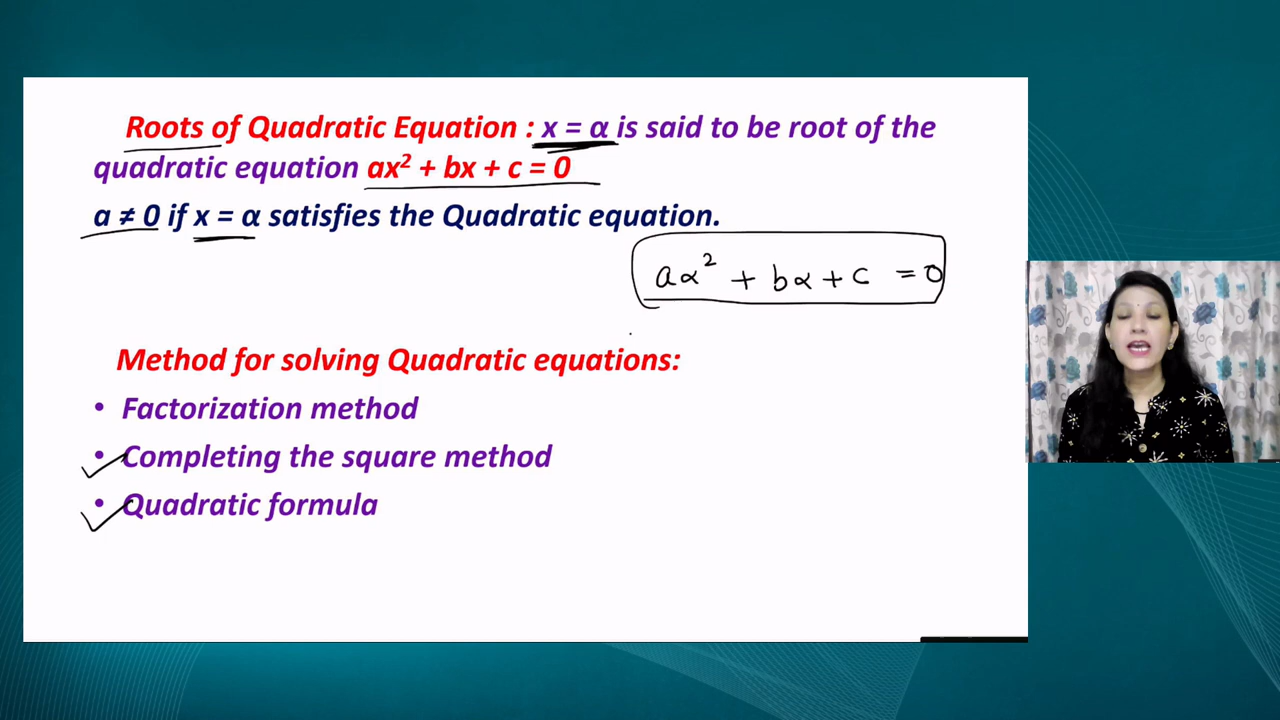 Roots of Quadratic Equation : x = α is said to be root of the
quadratic equation ax² + bx + c = 0
a ≠ 0 if x = α satisfies the Quadratic equation.
aα² + bα + c = 0
Method for solving Quadratic equations:
• Factorization method
• Completing the square method
• Quadratic formula